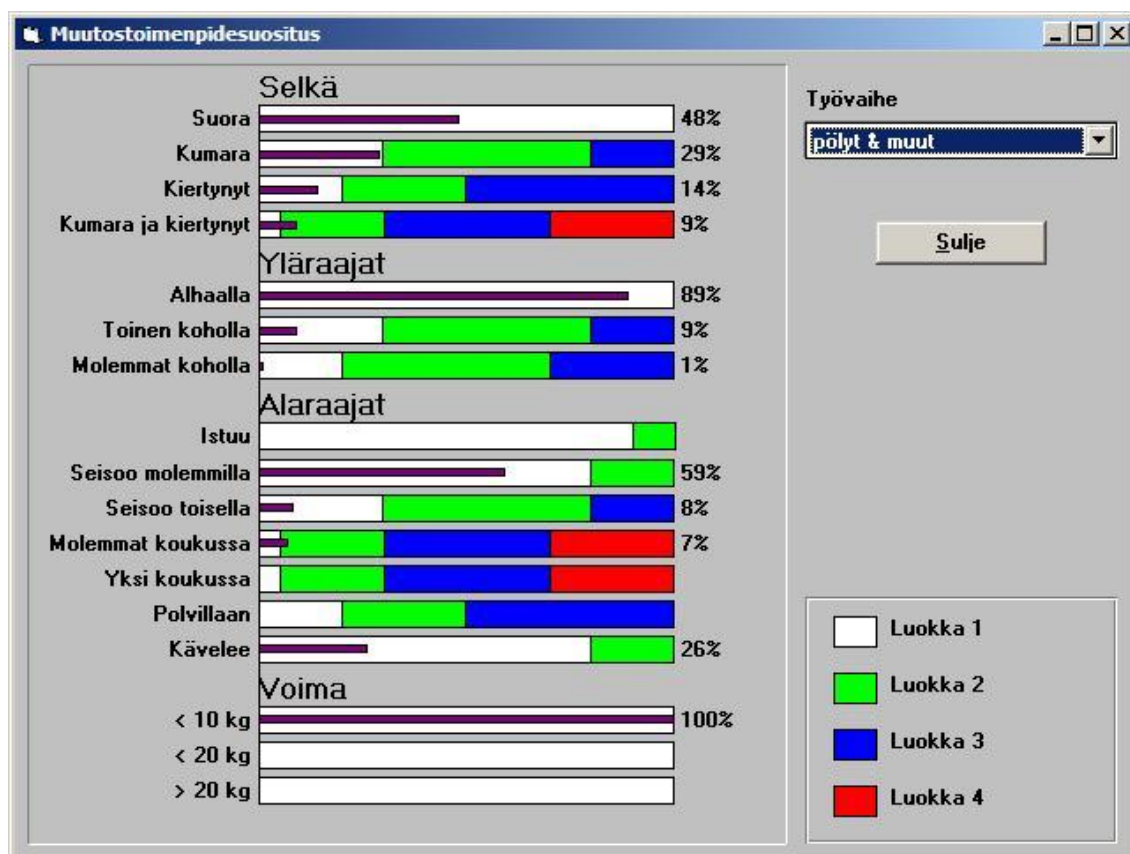 Muutostoimenpidesuositus
Selkä
Suora 48%
Kumara 29%
Kiertynyt 14%
Kumara ja kiertynyt 9%
Yläraajat
Alhaalla 89%
Toinen koholla 9%
Molemmat koholla 1%
Alaraajat
Istuu
Seisoo molemmilla 59%
Seisoo toisella 8%
Molemmat koukussa 7%
Yksi koukussa
Polvillaan
Kävelee 26%
Voima
< 10 kg 100%
< 20 kg
> 20 kg
Työvaihe
pölyt & muut
Sulje
Luokka 1
Luokka 2
Luokka 3
Luokka 4